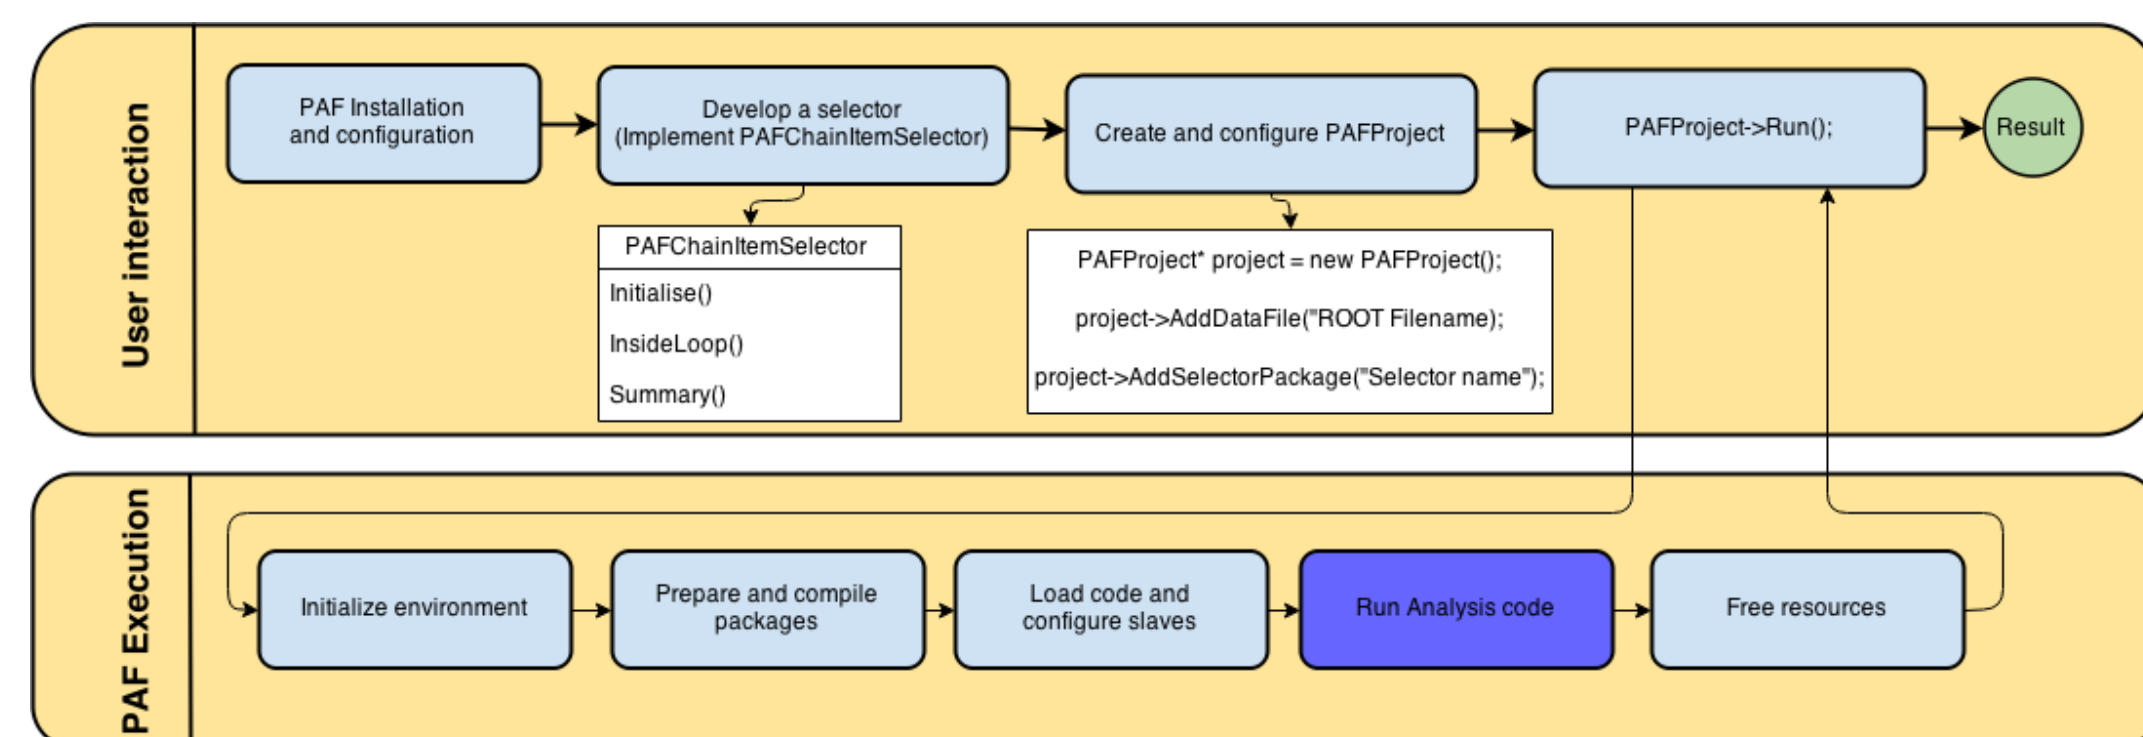 User interaction
PAF Installation
and configuration
Develop a selector
(Implement PAFChainItemSelector)
Create and configure PAFProject
PAFProject->Run();
Result
PAFChainItemSelector
Initialise()
InsideLoop()
Summary()
PAFProject* project = new PAFProject();
project->AddDataFile("ROOT Filename);
project->AddSelectorPackage("Selector name");
PAF Execution
Initialize environment
Prepare and compile
packages
Load code and
configure slaves
Run Analysis code
Free resources